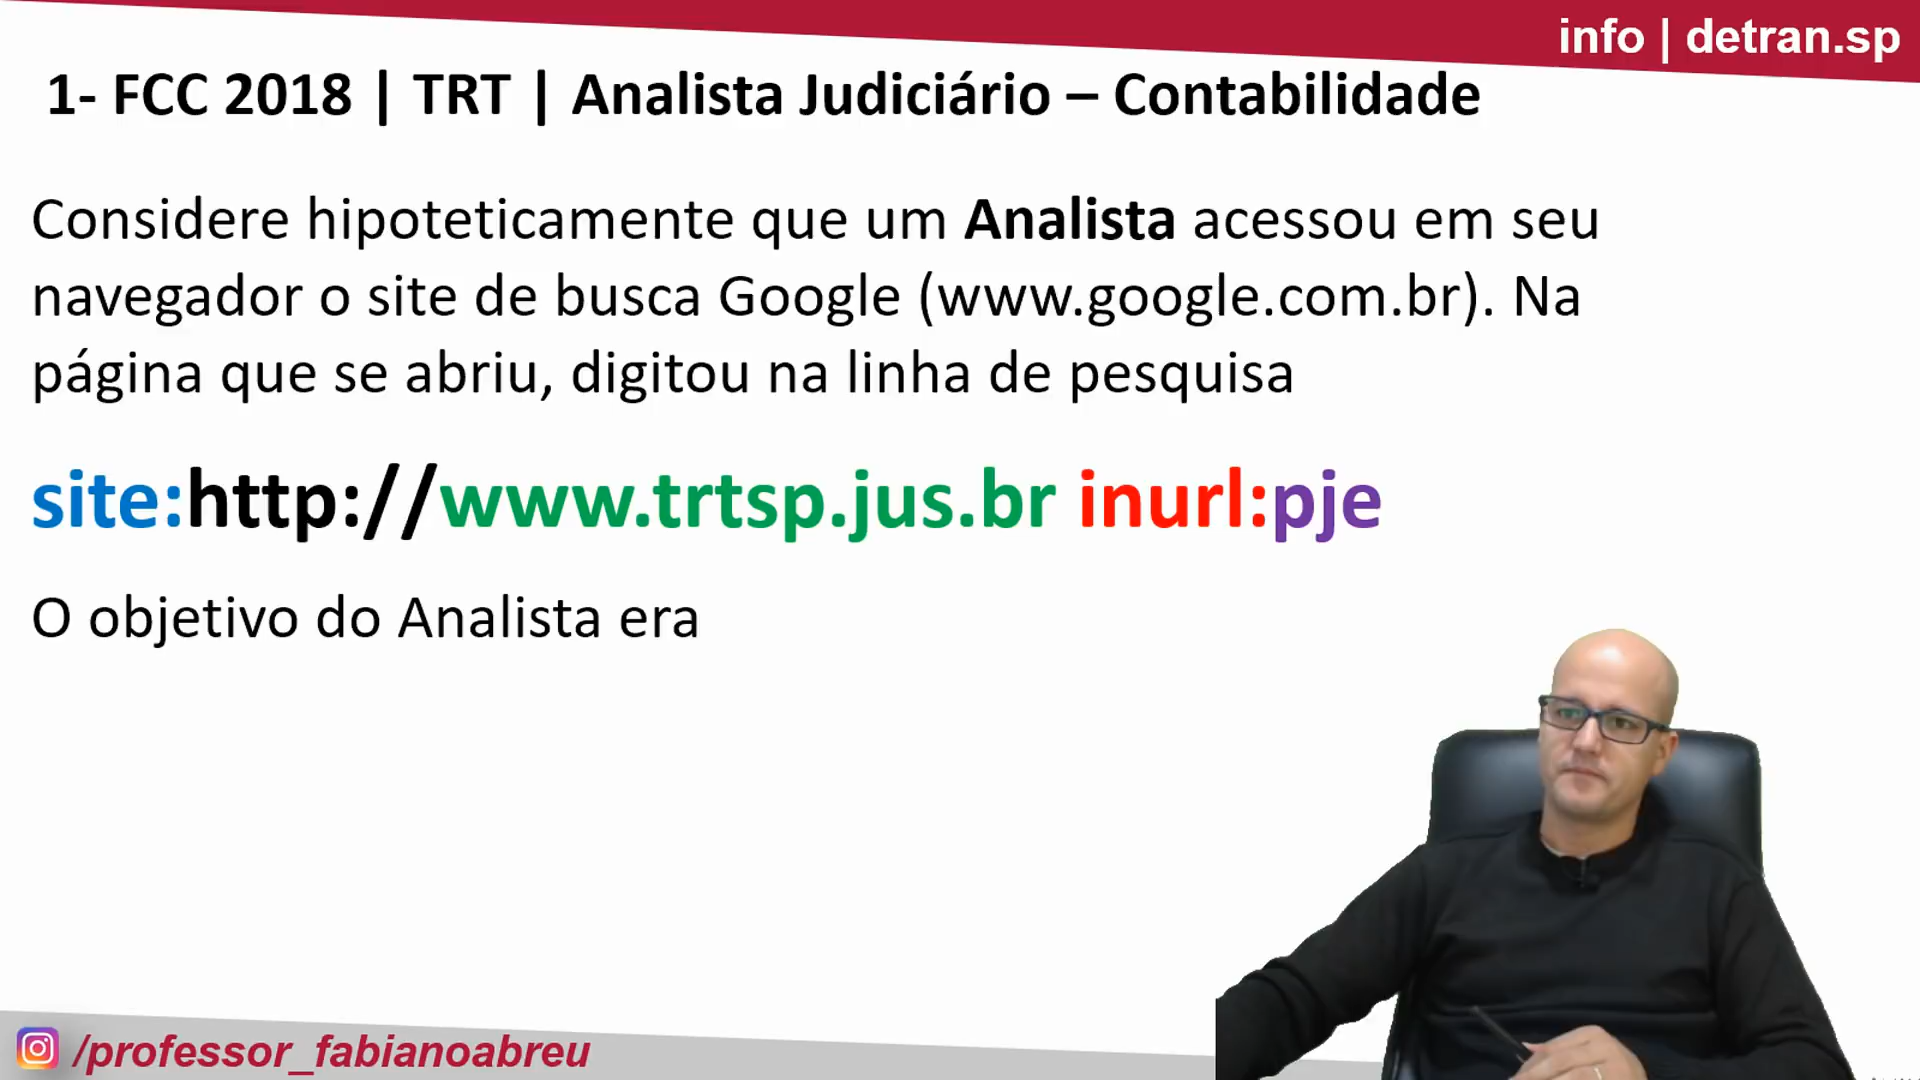 info | detran.sp
1- FCC 2018 | TRT | Analista Judiciário – Contabilidade
Considere hipoteticamente que um Analista acessou em seu
navegador o site de busca Google (www.google.com.br). Na
página que se abriu, digitou na linha de pesquisa
site:http://www.trtsp.jus.br inurl:pje
O objetivo do Analista era
/professor_fabianoabreu